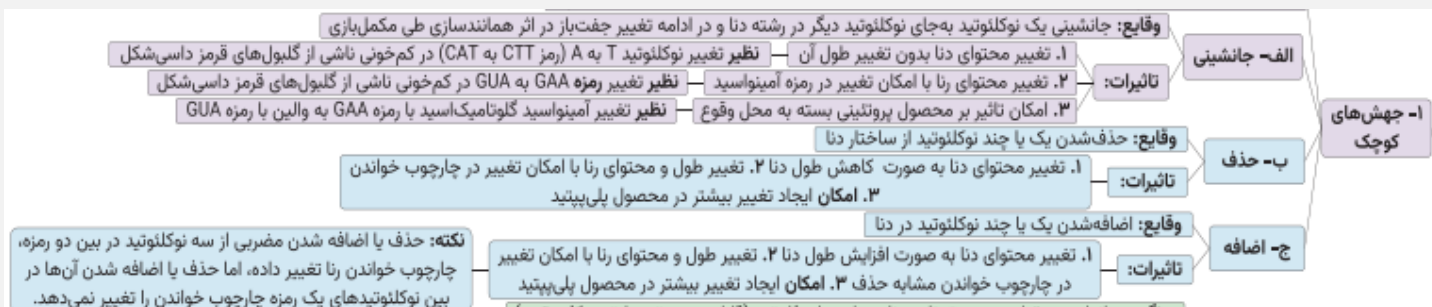 ۱- جهش‌های
کوچک
الف- جانشینی
وقایع: جانشینی یک نوکلئوتید به‌جای نوکلئوتید دیگر در رشته دنا و در ادامه تغییر جفت‌باز در اثر همانندسازی طی مکمل‌بازی
تاثیرات:
۱. تغییر محتوای دنا بدون تغییر طول آن
نظیر تغییر نوکلئوتید T به A (رمز CTT به CAT) در کم‌خونی ناشی از گلبول‌های قرمز داسی‌شکل
۲. تغییر محتوای رنا با امکان تغییر در رمزه آمینواسید
نظیر تغییر رمزه GAA به GUA در کم‌خونی ناشی از گلبول‌های قرمز داسی‌شکل
۳. امکان تاثیر بر محصول پروتئینی بسته به محل وقوع
نظیر تغییر آمینواسید گلوتامیک‌اسید با رمزه GAA به والین با رمزه GUA
ب- حذف
وقایع: حذف‌شدن یک یا چند نوکلئوتید از ساختار دنا
تاثیرات:
۱. تغییر محتوای دنا به صورت کاهش طول دنا ۲. تغییر طول و محتوای رنا با امکان تغییر در چارچوب خواندن
۳. امکان ایجاد تغییر بیشتر در محصول پلی‌پپتید
ج- اضافه
وقایع: اضافه‌شدن یک یا چند نوکلئوتید در دنا
تاثیرات:
۱. تغییر محتوای دنا به صورت افزایش طول دنا ۲. تغییر طول و محتوای رنا با امکان تغییر
در چارچوب خواندن مشابه حذف ۳. امکان ایجاد تغییر بیشتر در محصول پلی‌پپتید
نکته: حذف یا اضافه شدن مضربی از سه نوکلئوتید در بین دو رمزه،
چارچوب خواندن رنا تغییر داده، اما حذف یا اضافه شدن آن‌ها در
بین نوکلئوتیدهای یک رمزه چارچوب خواندن را تغییر نمی‌دهد.